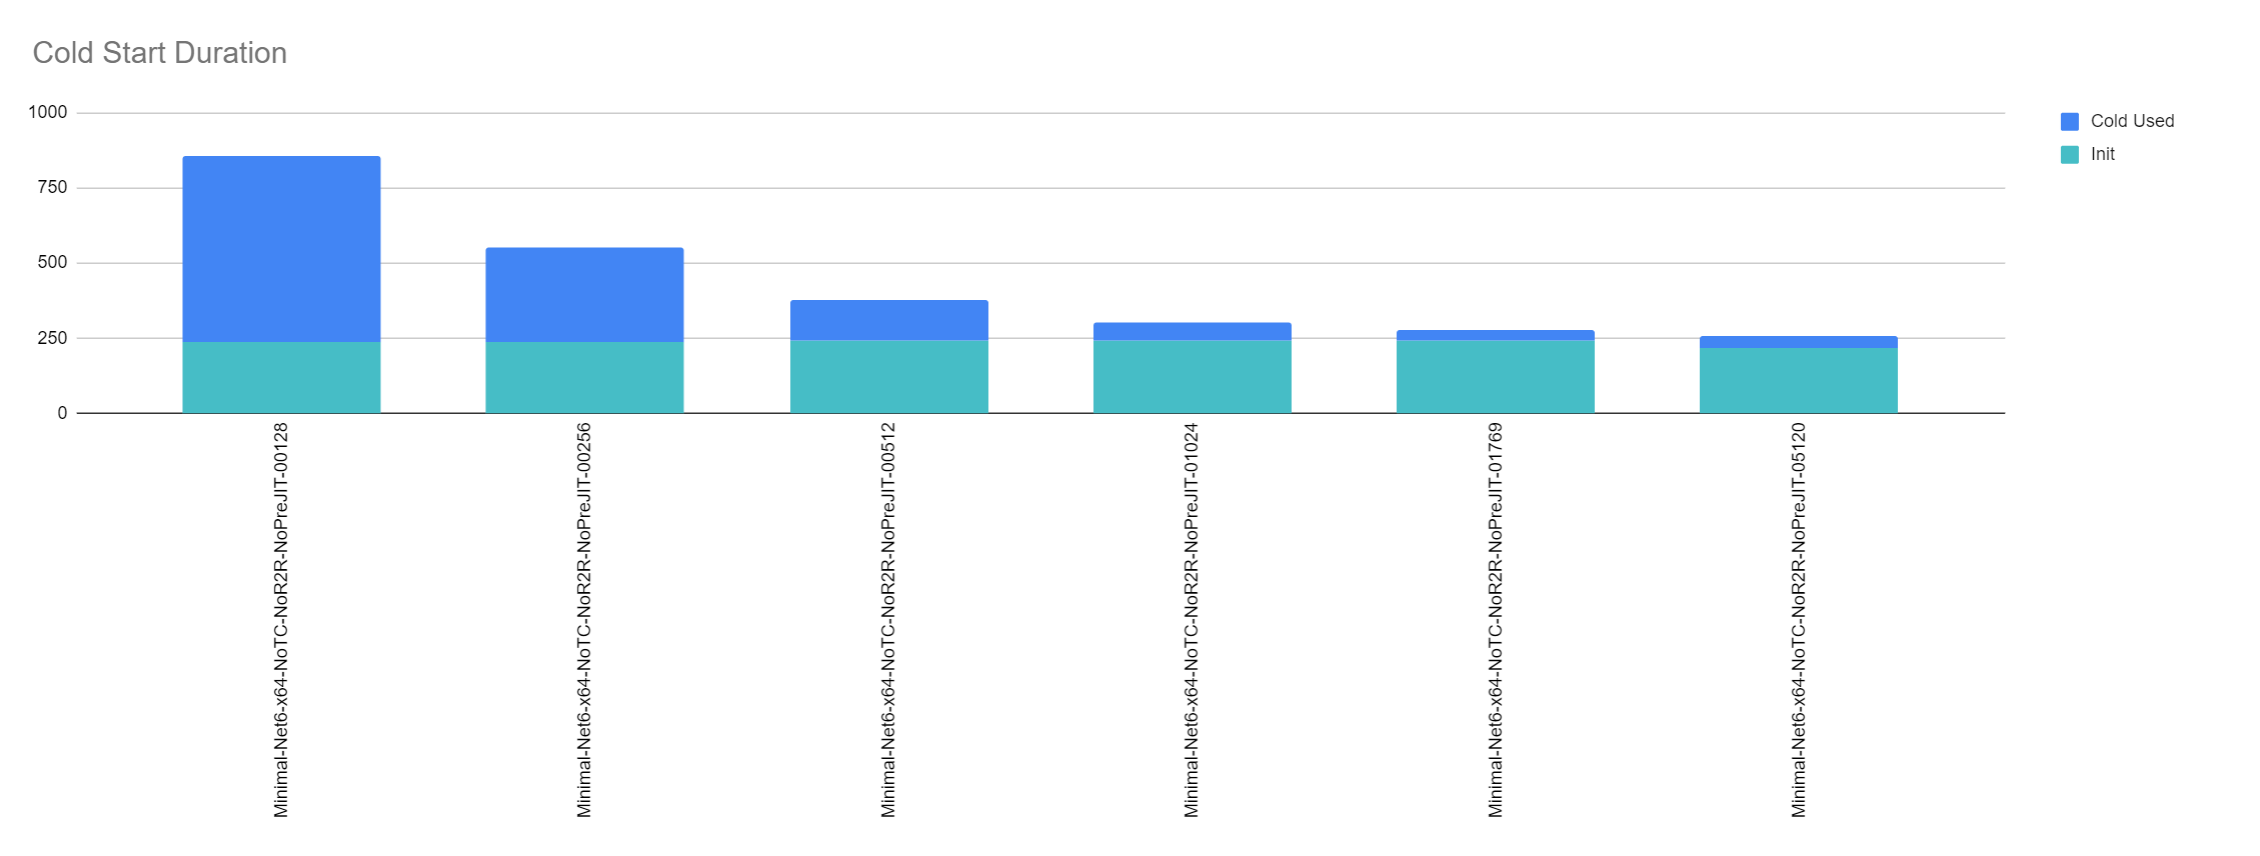 Cold Start Duration
1000
750
500
250
0
Cold Used
Init
Minimal-Net6-x64-NoTC-NoR2R-NoPreJIT-00128
Minimal-Net6-x64-NoTC-NoR2R-NoPreJIT-00256
Minimal-Net6-x64-NoTC-NoR2R-NoPreJIT-00512
Minimal-Net6-x64-NoTC-NoR2R-NoPreJIT-01024
Minimal-Net6-x64-NoTC-NoR2R-NoPreJIT-01769
Minimal-Net6-x64-NoTC-NoR2R-NoPreJIT-05120